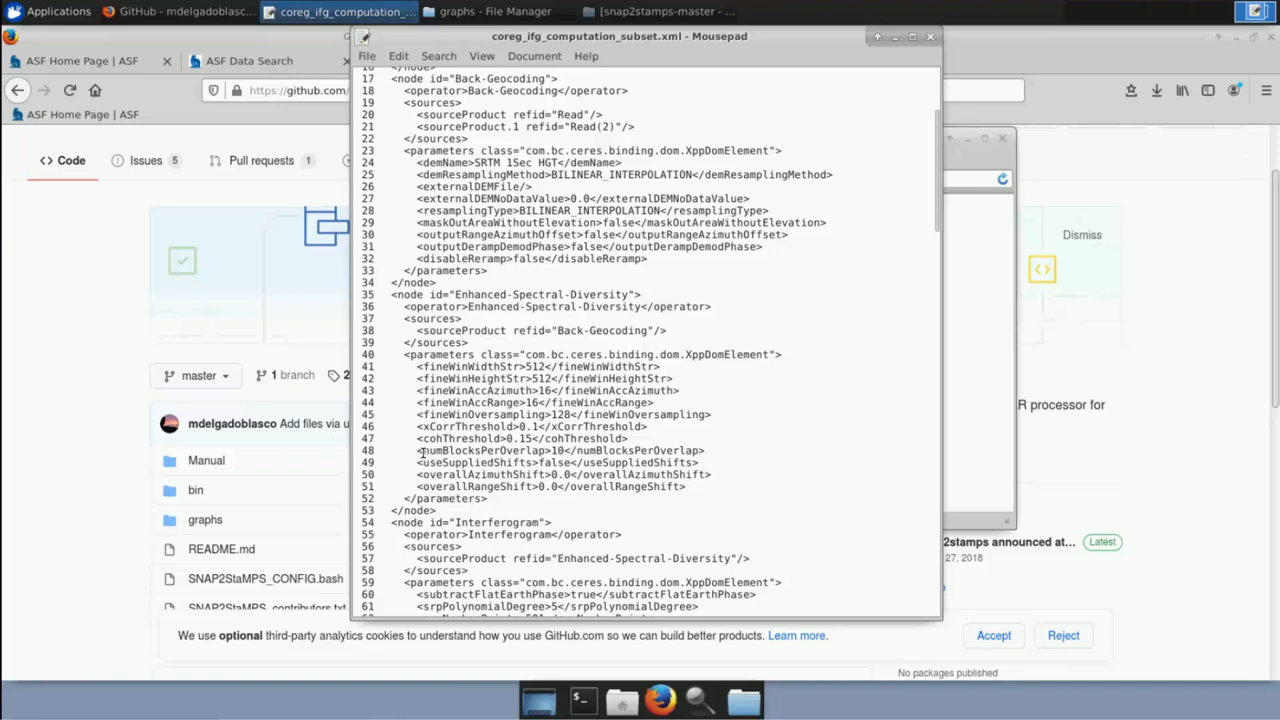 Applications
GitHub - mdelgadoblasc...
coreg_ifg_computation_...
graphs - File Manager
[snap2stamps-master - ...
coreg_ifg_computation_subset.xml - Mousepad
File Edit Search View Document Help
ASF Home Page | ASF
ASF Data Search
https://github.com/
ASF Home Page | ASF
Code
Issues 5
Pull requests 1
17 <node id="Back-Geocoding">
18 <operator>Back-Geocoding</operator>
19 <sources>
20 <sourceProduct refid="Read"/>
21 <sourceProduct.1 refid="Read(2)"/>
22 </sources>
23 <parameters class="com.bc.ceres.binding.dom.XppDomElement">
24 <demName>SRTM 1Sec HGT</demName>
25 <demResamplingMethod>BILINEAR_INTERPOLATION</demResamplingMethod>
26 <externalDEMFile/>
27 <externalDEMNoDataValue>0.0</externalDEMNoDataValue>
28 <resamplingType>BILINEAR_INTERPOLATION</resamplingType>
29 <maskOutAreaWithoutElevation>false</maskOutAreaWithoutElevation>
30 <outputRangeAzimuthOffset>false</outputRangeAzimuthOffset>
31 <outputDerampDemodPhase>false</outputDerampDemodPhase>
32 <disableReramp>false</disableReramp>
33 </parameters>
34 </node>
35 <node id="Enhanced-Spectral-Diversity">
36 <operator>Enhanced-Spectral-Diversity</operator>
37 <sources>
38 <sourceProduct refid="Back-Geocoding"/>
39 </sources>
40 <parameters class="com.bc.ceres.binding.dom.XppDomElement">
41 <fineWinWidthStr>512</fineWinWidthStr>
42 <fineWinHeightStr>512</fineWinHeightStr>
43 <fineWinAccAzimuth>16</fineWinAccAzimuth>
44 <fineWinAccRange>16</fineWinAccRange>
45 <fineWinOversampling>128</fineWinOversampling>
46 <xCorrThreshold>0.1</xCorrThreshold>
47 <cohThreshold>0.15</cohThreshold>
48 <numBlocksPerOverlap>10</numBlocksPerOverlap>
49 <useSuppliedShifts>false</useSuppliedShifts>
50 <overallAzimuthShift>0.0</overallAzimuthShift>
51 <overallRangeShift>0.0</overallRangeShift>
52 </parameters>
53 </node>
54 <node id="Interferogram">
55 <operator>Interferogram</operator>
56 <sources>
57 <sourceProduct refid="Enhanced-Spectral-Diversity"/>
58 </sources>
59 <parameters class="com.bc.ceres.binding.dom.XppDomElement">
60 <subtractFlatEarthPhase>true</subtractFlatEarthPhase>
61 <srpPolynomialDegree>5</srpPolynomialDegree>
Dismiss
master
1 branch
2
R processor for
mdelgadoblasco Add files via u
Manual
bin
graphs
README.md
SNAP2StaMPS_CONFIG.bash
SNAP2StaMPS_contributors.txt
2stamps announced at... Latest
27, 2018
We use optional third-party analytics cookies to understand how you use GitHub.com so we can build better products. Learn more.
Accept
Reject
No packages published